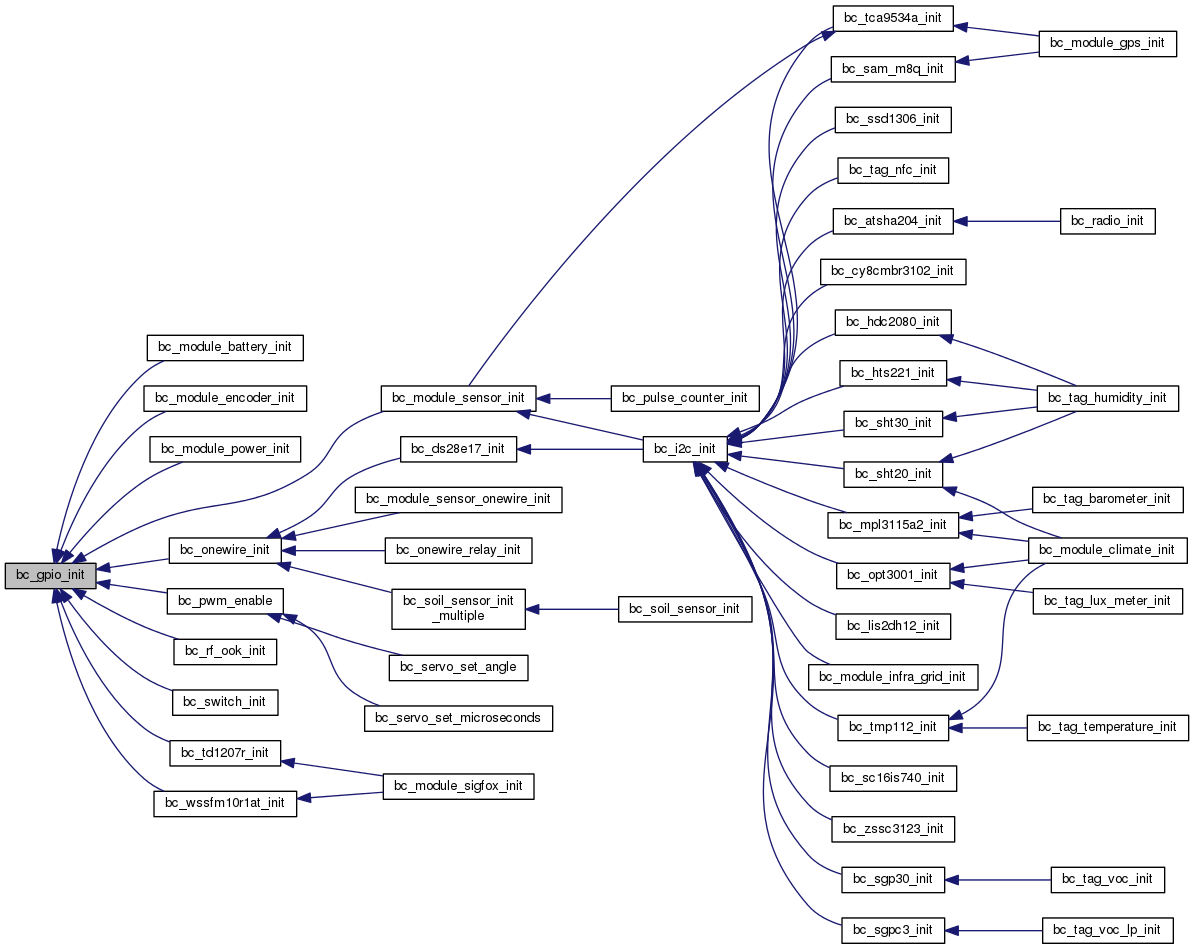 bc_gpio_init
bc_module_battery_init
bc_module_encoder_init
bc_module_power_init
bc_onewire_init
bc_pwm_enable
bc_rf_ook_init
bc_switch_init
bc_td1207r_init
bc_wssfm10r1at_init
bc_module_sensor_init
bc_ds28e17_init
bc_module_sensor_onewire_init
bc_onewire_relay_init
bc_soil_sensor_init
_multiple
bc_servo_set_angle
bc_servo_set_microseconds
bc_module_sigfox_init
bc_pulse_counter_init
bc_i2c_init
bc_soil_sensor_init
bc_tca9534a_init
bc_sam_m8q_init
bc_ssd1306_init
bc_tag_nfc_init
bc_atsha204_init
bc_cy8cmbr3102_init
bc_hdc2080_init
bc_hts221_init
bc_sht30_init
bc_sht20_init
bc_mpl3115a2_init
bc_opt3001_init
bc_lis2dh12_init
bc_module_infra_grid_init
bc_tmp112_init
bc_sc16is740_init
bc_zssc3123_init
bc_sgp30_init
bc_sgpc3_init
bc_module_gps_init
bc_radio_init
bc_tag_humidity_init
bc_tag_barometer_init
bc_module_climate_init
bc_tag_lux_meter_init
bc_tag_temperature_init
bc_tag_voc_init
bc_tag_voc_lp_init